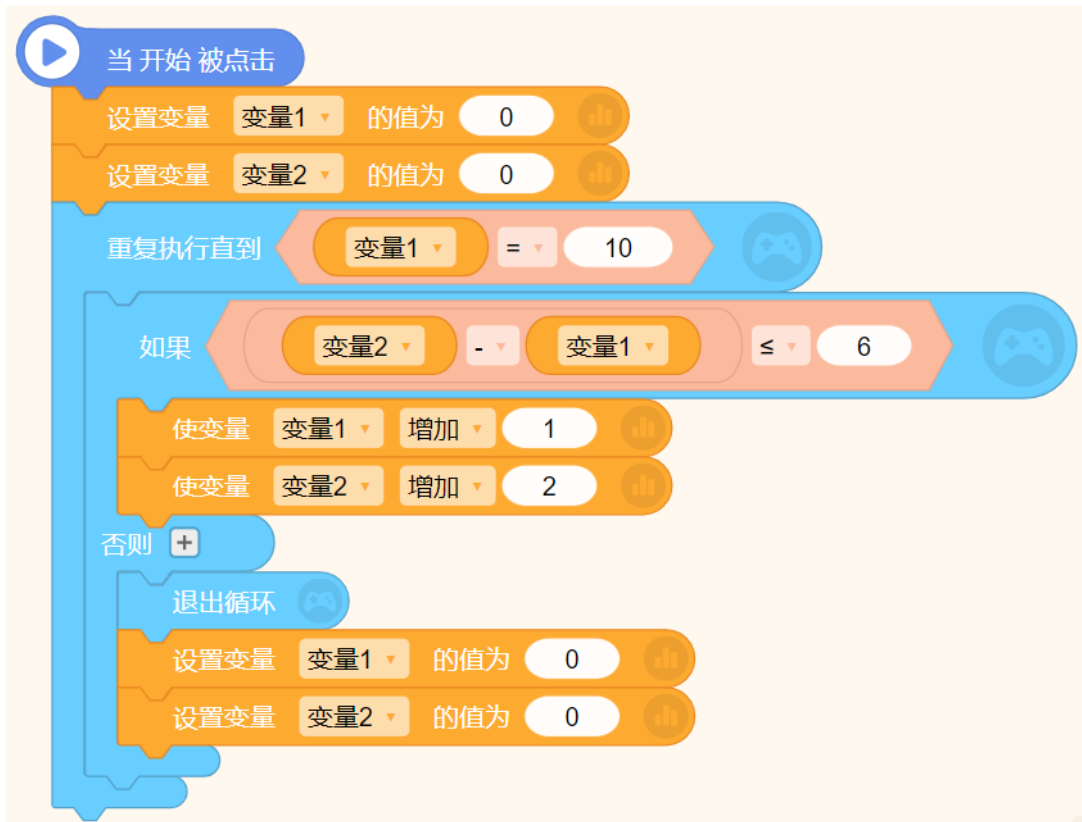 当 开始 被点击
设置变量 变量1 的值为 0
设置变量 变量2 的值为 0
重复执行直到 变量1 = 10
如果 变量2 - 变量1 ≤ 6
使变量 变量1 增加 1
使变量 变量2 增加 2
否则 +
退出循环
设置变量 变量1 的值为 0
设置变量 变量2 的值为 0